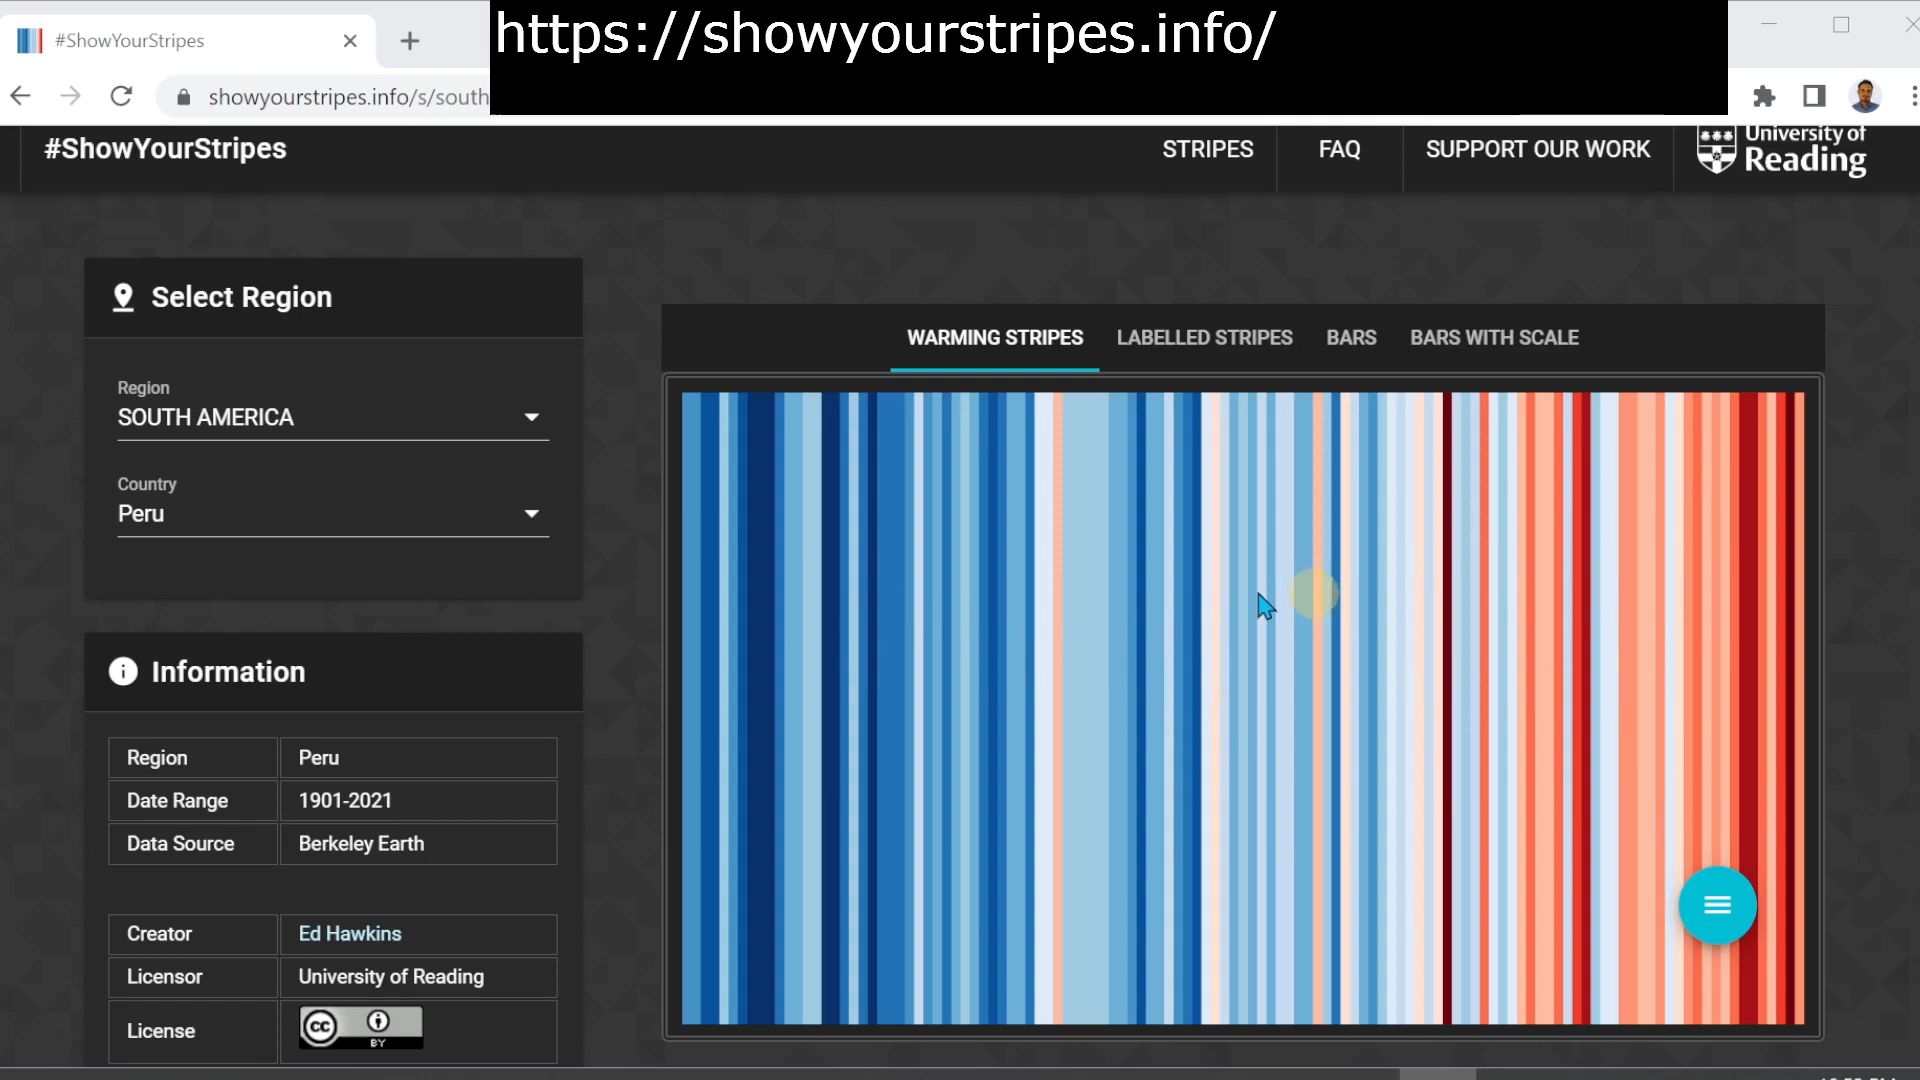 #ShowYourStripes
https://showyourstripes.info/
showyourstripes.info/s/south
#ShowYourStripes
STRIPES
FAQ
SUPPORT OUR WORK
University of
Reading
Select Region
Region
SOUTH AMERICA
Country
Peru
WARMING STRIPES
LABELLED STRIPES
BARS
BARS WITH SCALE
Information
Region
Peru
Date Range
1901-2021
Data Source
Berkeley Earth
Creator
Ed Hawkins
Licensor
University of Reading
License
CC
BY